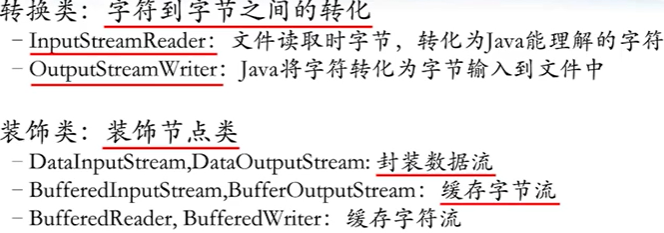 转换类：字符到字节之间的转化
– InputStreamReader：文件读取时字节，转化为Java能理解的字符
– OutputStreamWriter：Java将字符转化为字节输入到文件中
装饰类：装饰节点类
– DataInputStream,DataOutputStream: 封装数据流
– BufferedInputStream,BufferOutputStream：缓存字节流
– BufferedReader, BufferedWriter：缓存字符流